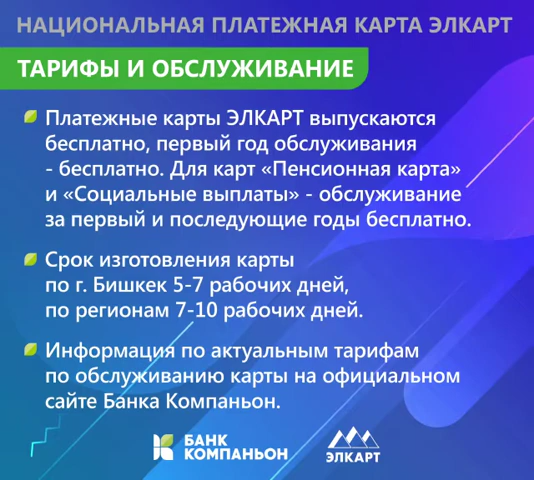 НАЦИОНАЛЬНАЯ ПЛАТЕЖНАЯ КАРТА ЭЛКАРТ
ТАРИФЫ И ОБСЛУЖИВАНИЕ
Платежные карты ЭЛКАРТ выпускаются
бесплатно, первый год обслуживания
- бесплатно. Для карт «Пенсионная карта»
и «Социальные выплаты» - обслуживание
за первый и последующие годы бесплатно.
Срок изготовления карты
по г. Бишкек 5-7 рабочих дней,
по регионам 7-10 рабочих дней.
Информация по актуальным тарифам
по обслуживанию карты на официальном
сайте Банка Компаньон.
БАНК
КОМПАНЬОН
ЭЛКАРТ